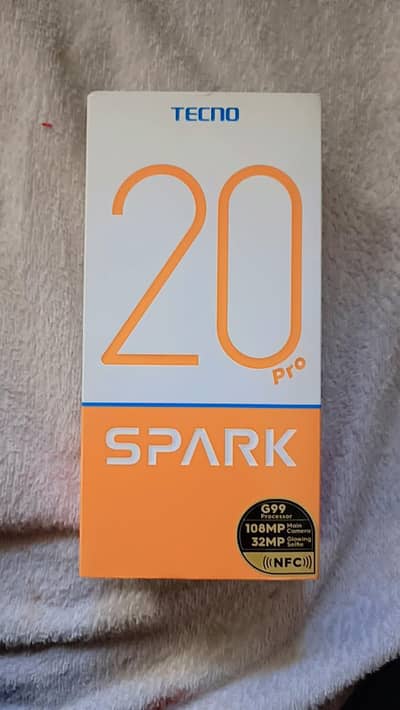 TECNO
20
Pro
SPARK
G99
Processor
108MP Main Camera
32MP Glowing Selfie
NFC